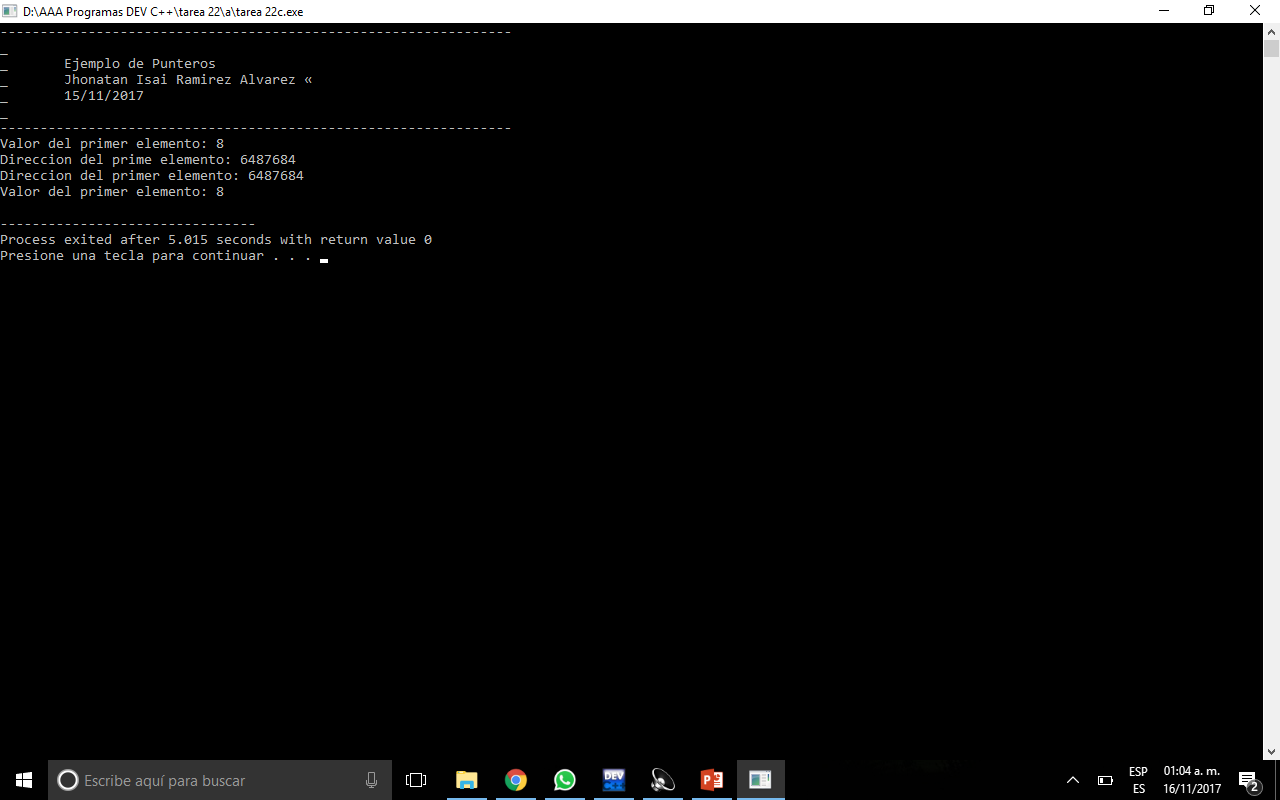 D:\AAA Programas DEV C++\tarea 22\a\tarea 22c.exe
----------------------------------------------------------------
_
_ Ejemplo de Punteros
_ Jhonatan Isai Ramirez Alvarez «
_ 15/11/2017
_
----------------------------------------------------------------
Valor del primer elemento: 8
Direccion del prime elemento: 6487684
Direccion del primer elemento: 6487684
Valor del primer elemento: 8
--------------------------------
Process exited after 5.015 seconds with return value 0
Presione una tecla para continuar . . .
Escribe aquí para buscar
DEV C++
P
ESP
ES
01:04 a. m.
16/11/2017
2